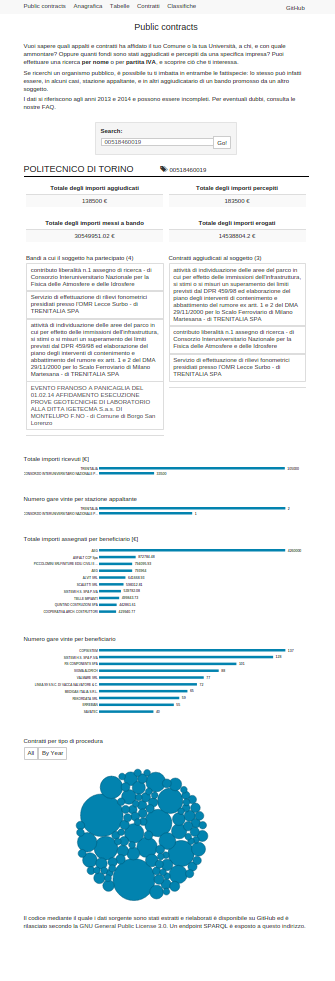 Public contracts Anagrafica Tabelle Contratti Classifiche GitHub
Public contracts
Vuoi sapere quali appalti e contratti ha affidato il tuo Comune o la tua Università, a chi, e con quale
ammontare? Oppure quanti fondi sono stati aggiudicati e percepiti da una specifica impresa? Puoi
effettuare una ricerca per nome o per partita IVA, e scoprire ciò che ti interessa.
Se ricerchi un organismo pubblico, è possibile tu ti imbatta in entrambe le fattispecie: lo stesso può infatti
essere, in alcuni casi, stazione appaltante, e in altri aggiudicatario di un bando promosso da un altro
soggetto.
I dati si riferiscono agli anni 2013 e 2014 e possono essere incompleti. Per eventuali dubbi, consulta le
nostre FAQ.
Search:
00518460019 Go!
POLITECNICO DI TORINO 00518460019
Totale degli importi aggiudicati
138500 €
Totale degli importi percepiti
183500 €
Totale degli importi messi a bando
30549951.02 €
Totale degli importi erogati
14538804.2 €
Bandi a cui il soggetto ha partecipato (4)
contributo liberalità n.1 assegno di ricerca - di
CONSORZIO Interuniversitario Nazionale per la
Fisica delle Atmosfere e delle Idrosfere
Servizio di effettuazione di rilievi fonometrici
presidiati presso l'OMR Lecce Surbo - di
TRENITALIA SPA
attività di individuazione delle aree del parco in
cui per effetto delle immissioni dell'infrastruttura,
si stimi o si misuri un superamento dei limiti
previsti dal DPR 459/98 ed elaborazione del
piano degli interventi di contenimento e
abbattimento del rumore ex artt. 1 e 2 del DMA
29/11/2000 per lo Scalo Ferroviario di Milano
Martesana - di TRENITALIA SPA
EVENTO FRANOSO A PANICAGLIA DEL
01.02.14 AFFIDAMENTO ESECUZIONE
PROVE GEOTECNICHE DI LABORATORIO
ALLA DITTA IGETECMA S.a.s. DI
MONTELUPO F.NO - di Comune di Borgo San
Lorenzo
Contratti aggiudicati al soggetto (3)
attività di individuazione delle aree del parco in
cui per effetto delle immissioni dell'infrastruttura,
si stimi o si misuri un superamento dei limiti
previsti dal DPR 459/98 ed elaborazione del
piano degli interventi di contenimento e
abbattimento del rumore ex artt. 1 e 2 del DMA
29/11/2000 per lo Scalo Ferroviario di Milano
Martesana - di TRENITALIA SPA
contributo liberalità n.1 assegno di ricerca - di
Consorzio Interuniversitario Nazionale per la
Fisica delle Atmosfere e delle Idrosfere
Servizio di effettuazione di rilievi fonometrici
presidiati presso l'OMR Lecce Surbo - di
TRENITALIA SPA
Totale importi ricevuti [€]
TRENITALIA
Numero gare vinte per stazione appaltante
TRENITALIA 2
1
Totale importi assegnati per beneficiario [€]
Numero gare vinte per beneficiario
Contratti per tipo di procedura
All By Year
Il codice mediante il quale i dati sorgente sono stati estratti e rielaborati è disponibile su GitHub ed è
rilasciato secondo la GNU General Public License 3.0. Un endpoint SPARQL è esposto a questo indirizzo.